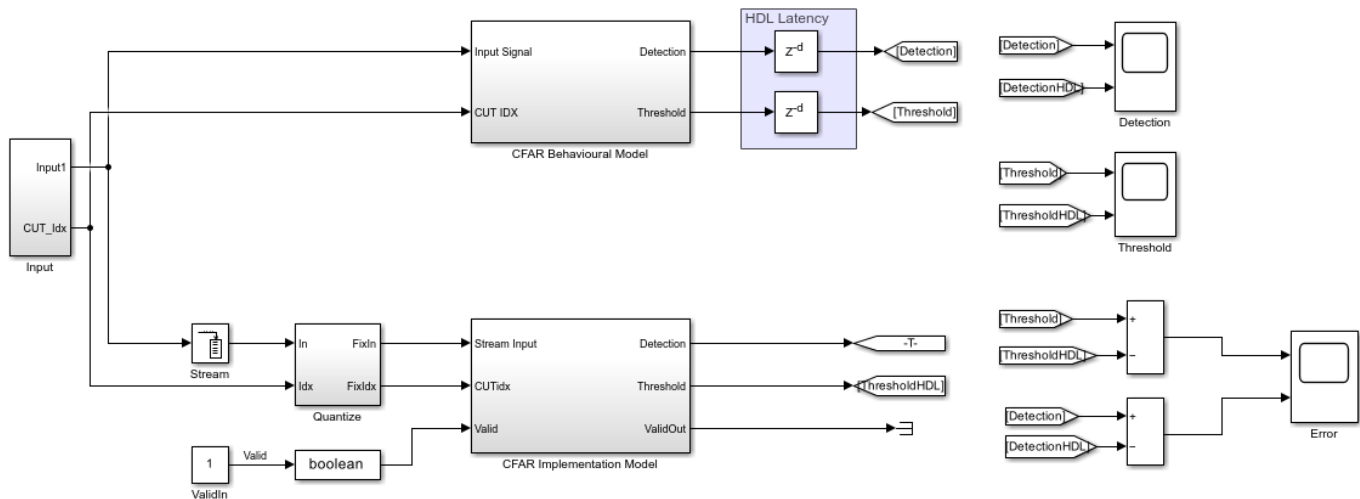 HDL Latency
Input Signal
Detection
Z-d
[Detection]
CUT IDX
Threshold
Z-d
[Threshold]
CFAR Behavioural Model
[Detection]
[DetectionHDL]
Detection
Input1
CUT_Idx
Input
[Threshold]
[ThresholdHDL]
Threshold
Stream
In
FixIn
Idx
FixIdx
Quantize
Stream Input
Detection
-T-
CUTidx
Threshold
[ThresholdHDL]
Valid
ValidOut
CFAR Implementation Model
1
Valid
boolean
ValidIn
[Threshold]
+
[ThresholdHDL]
−
[Detection]
+
[DetectionHDL]
−
Error